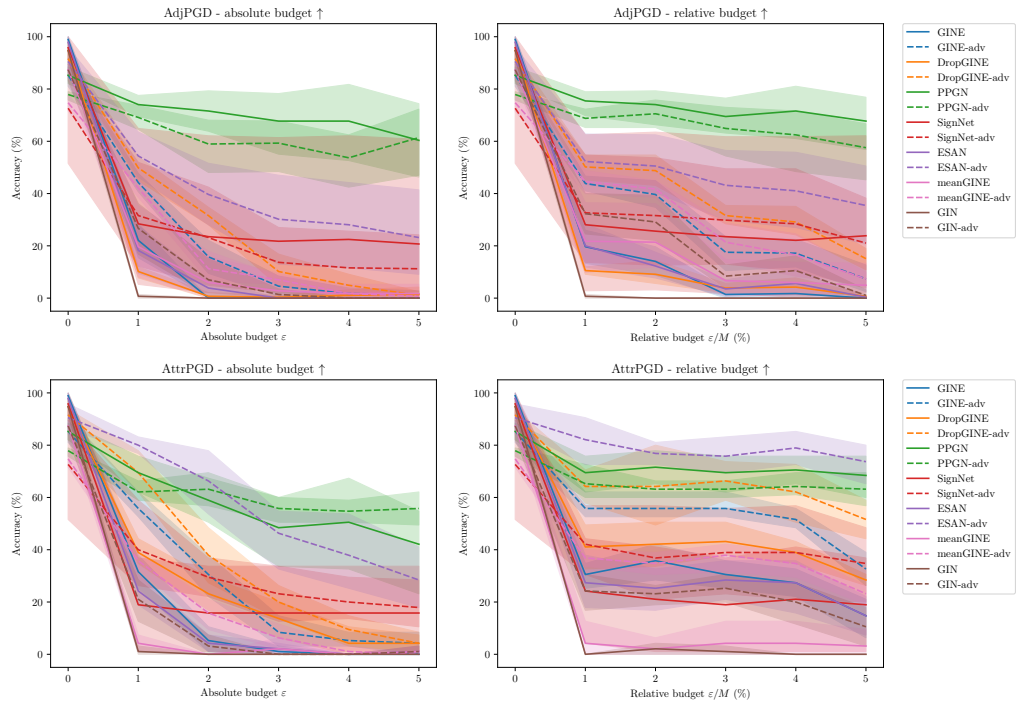 AdjPGD - absolute budget ↑
100
80
60
40
20
0
Accuracy (%)
0 1 2 3 4 5
Absolute budget ε
AdjPGD - relative budget ↑
100
80
60
40
20
0
Accuracy (%)
0 1 2 3 4 5
Relative budget ε/M (%)
GINE
GINE-adv
DropGINE
DropGINE-adv
PPGN
PPGN-adv
SignNet
SignNet-adv
ESAN
ESAN-adv
meanGINE
meanGINE-adv
GIN
GIN-adv
AttrPGD - absolute budget ↑
100
80
60
40
20
0
Accuracy (%)
0 1 2 3 4 5
Absolute budget ε
AttrPGD - relative budget ↑
100
80
60
40
20
0
Accuracy (%)
0 1 2 3 4 5
Relative budget ε/M (%)
GINE
GINE-adv
DropGINE
DropGINE-adv
PPGN
PPGN-adv
SignNet
SignNet-adv
ESAN
ESAN-adv
meanGINE
meanGINE-adv
GIN
GIN-adv